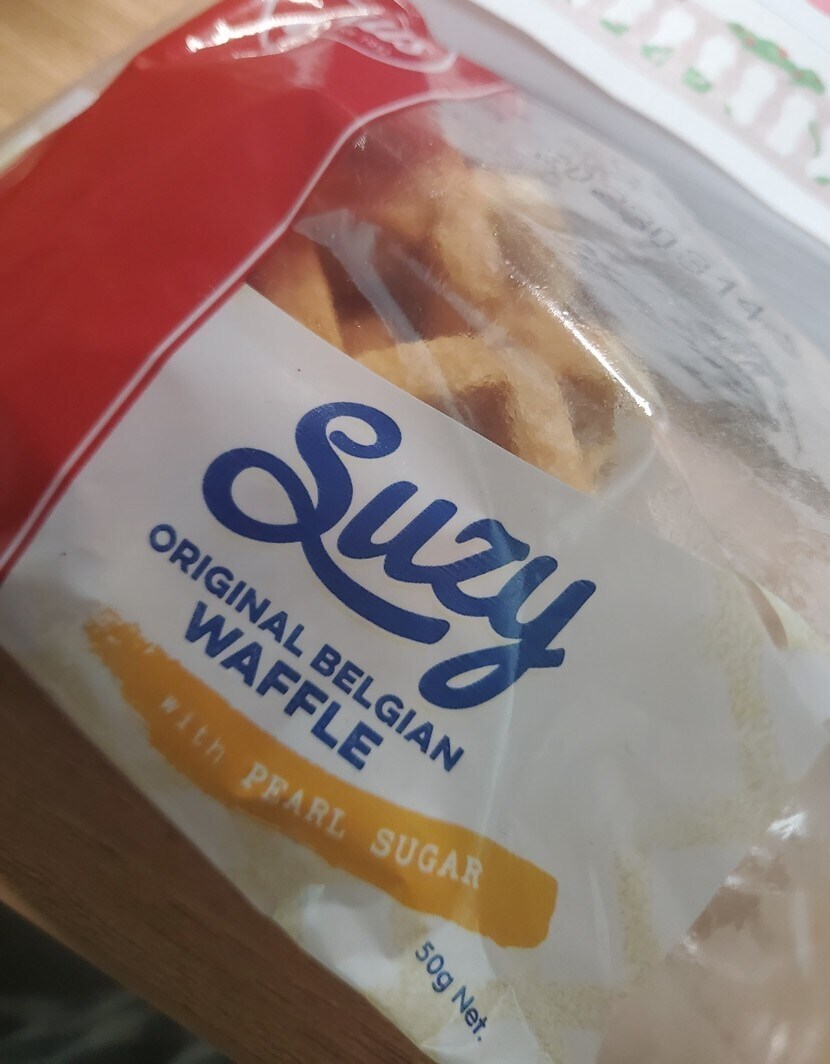 Suzy
ORIGINAL BELGIAN
WAFFLE
with PEARL SUGAR
50g Net.